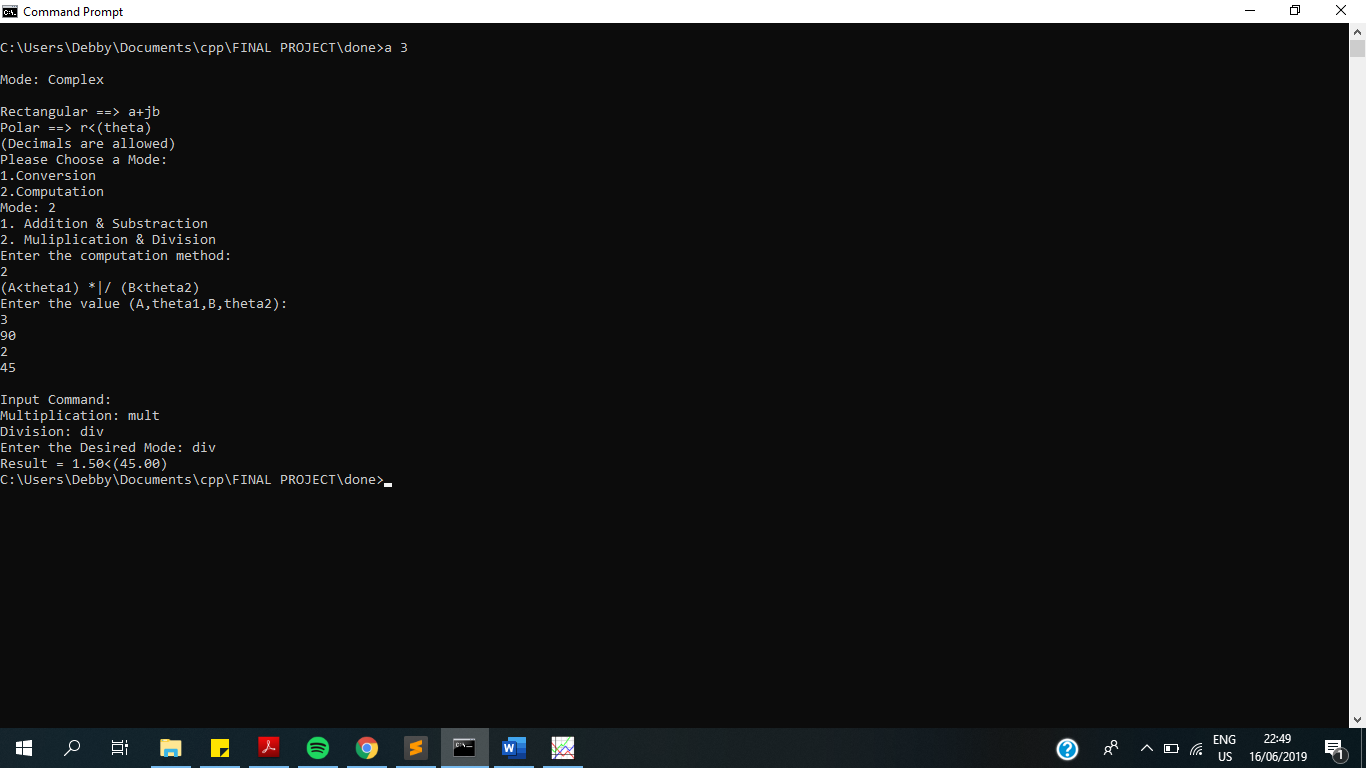 Command Prompt
C:\Users\Debby\Documents\cpp\FINAL PROJECT\done>a 3
Mode: Complex
Rectangular ==> a+jb
Polar ==> r<(theta)
(Decimals are allowed)
Please Choose a Mode:
1.Conversion
2.Computation
Mode: 2
1. Addition & Substraction
2. Muliplication & Division
Enter the computation method:
2
(A<theta1) *|/ (B<theta2)
Enter the value (A,theta1,B,theta2):
3
90
2
45
Input Command:
Multiplication: mult
Division: div
Enter the Desired Mode: div
Result = 1.50<(45.00)
C:\Users\Debby\Documents\cpp\FINAL PROJECT\done>
ENG 22:49
US 16/06/2019 1